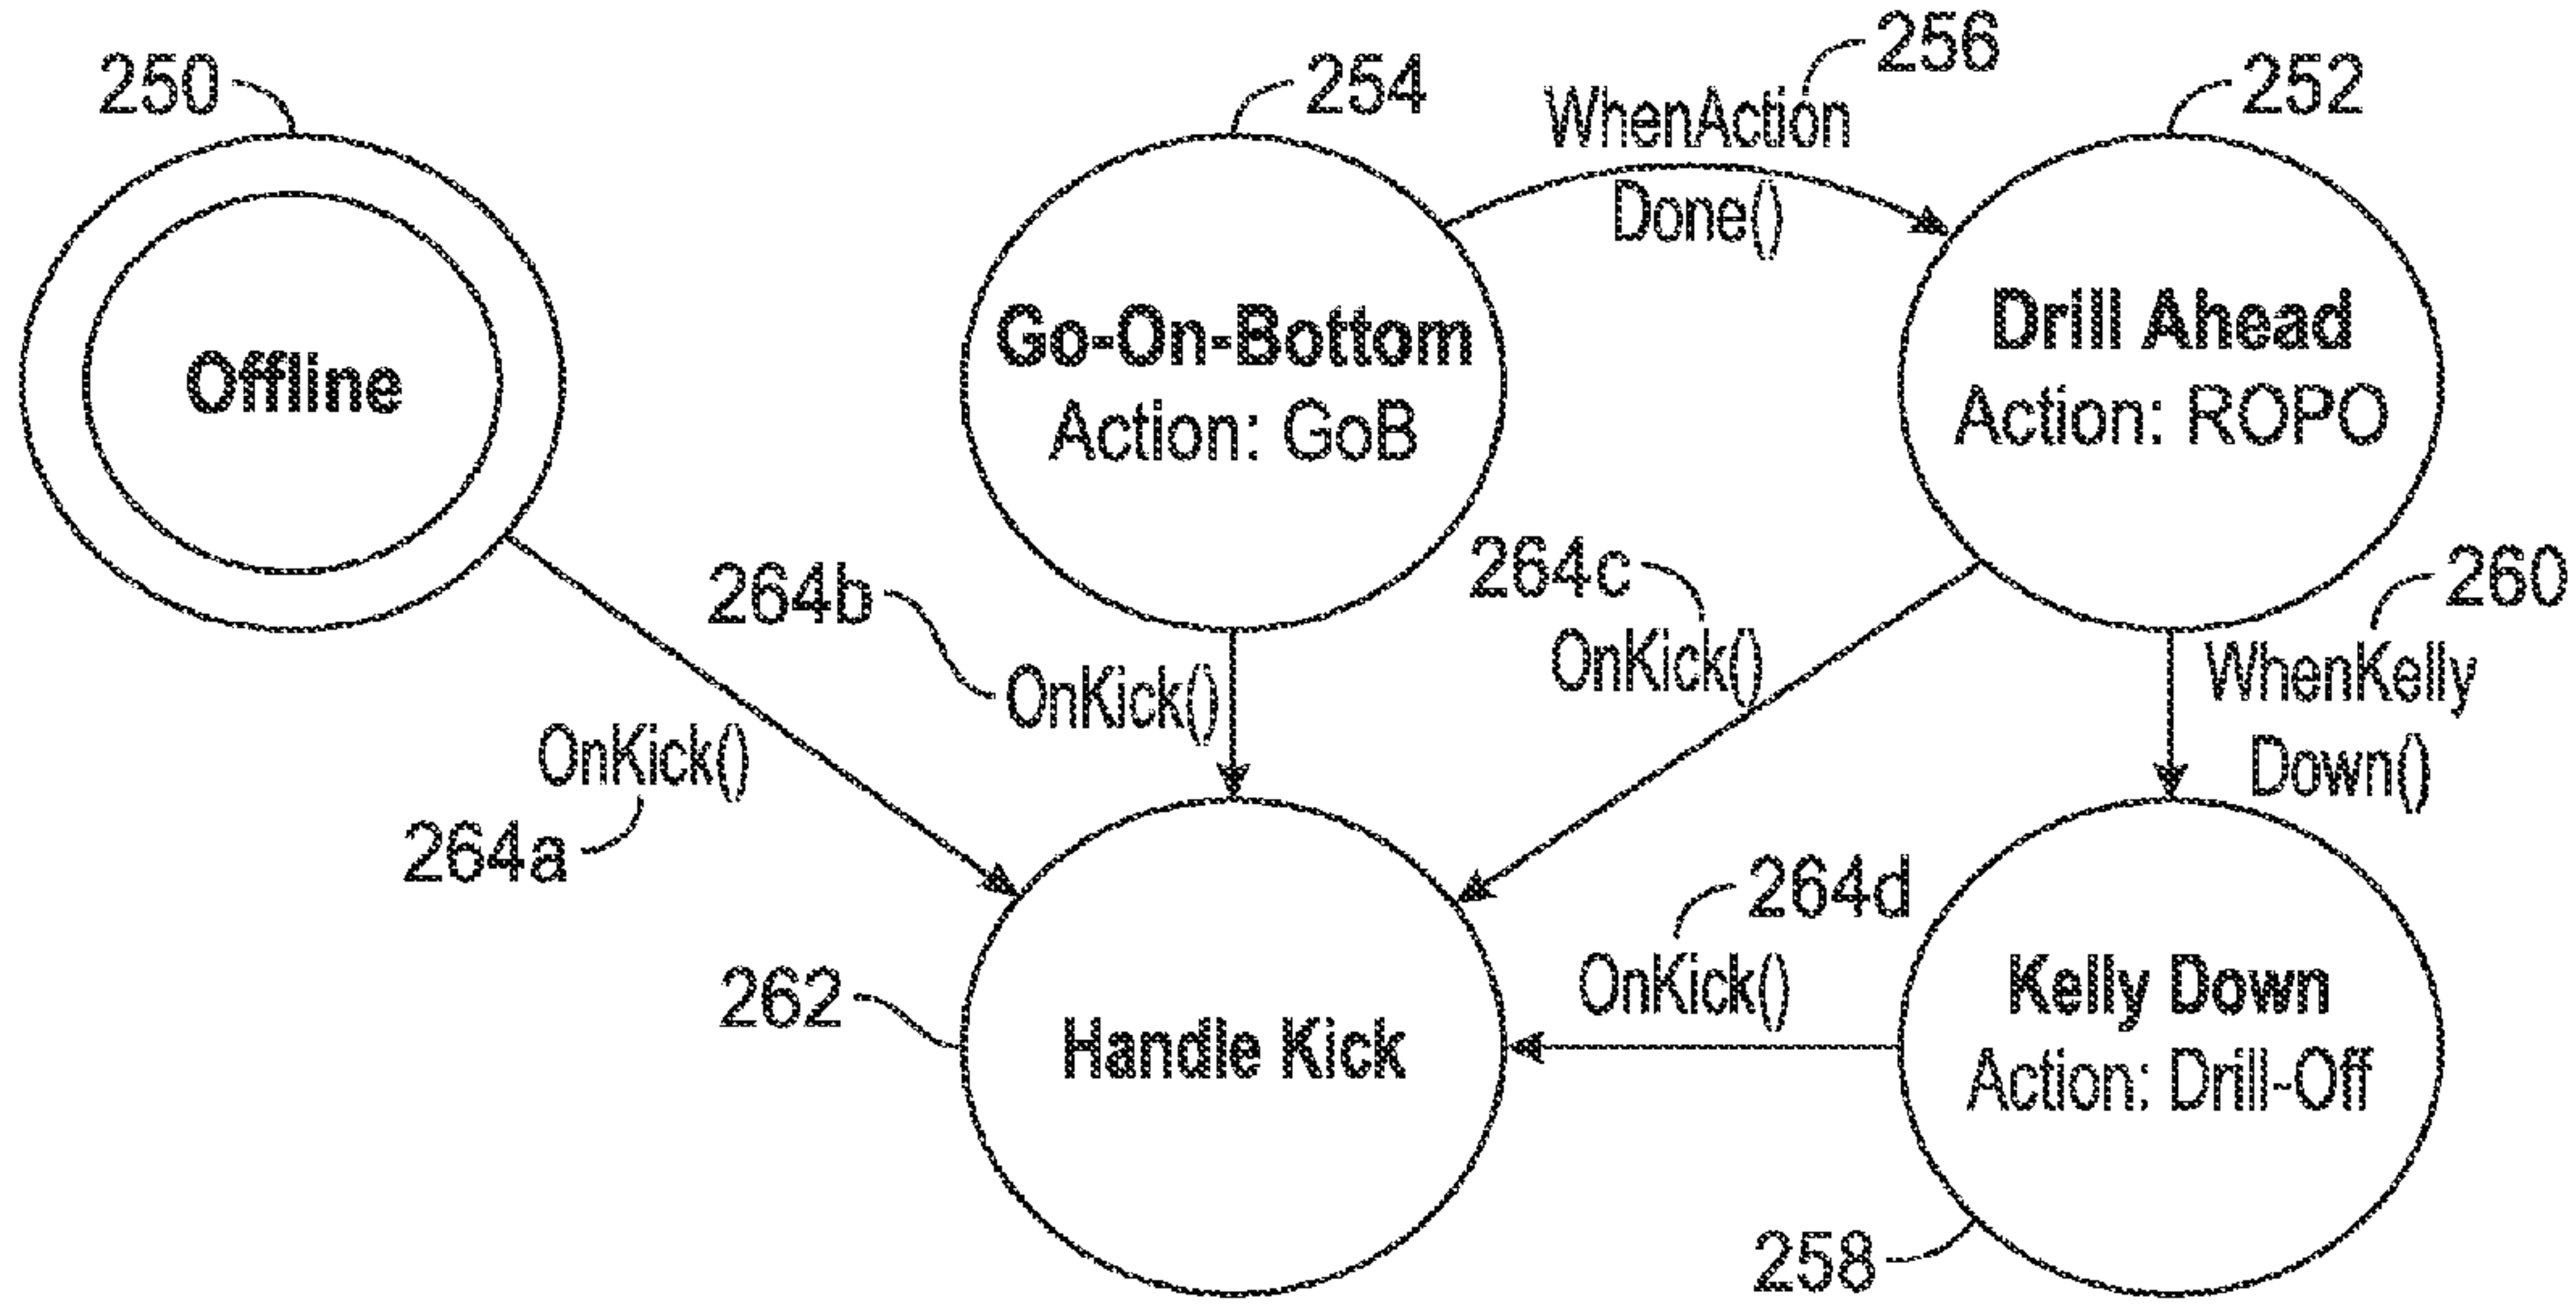 250
254
256
252
WhenAction
Done()
Offline
Go-On-Bottom
Action: GoB
Drill Ahead
Action: ROPO
264b
OnKick()
264c
OnKick()
260
WhenKelly
Down()
OnKick()
264a
264d
OnKick()
262
Handle Kick
Kelly Down
Action: Drill-Off
258